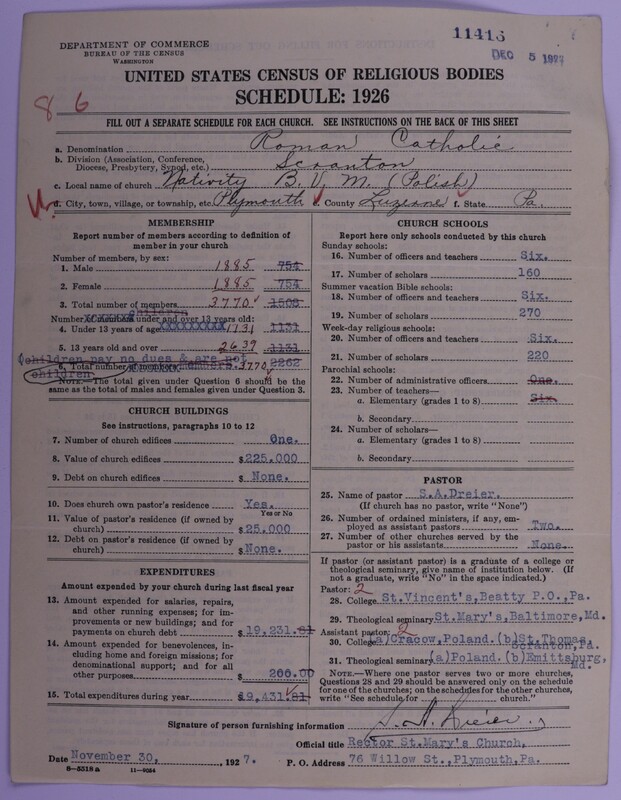 11416
DEC 5 1927
DEPARTMENT OF COMMERCE
BUREAU OF THE CENSUS
WASHINGTON
UNITED STATES CENSUS OF RELIGIOUS BODIES
SCHEDULE: 1926
8 6
FILL OUT A SEPARATE SCHEDULE FOR EACH CHURCH. SEE INSTRUCTIONS ON THE BACK OF THIS SHEET
a. Denomination Roman Catholic
b. Division (Association, Conference,
Diocese, Presbytery, Synod, etc.) Scranton
c. Local name of church Nativity B. V. M. (Polish)
d. City, town, village, or township, etc. Plymouth County Luzerne f. State Pa.
MEMBERSHIP
Report number of members according to definition of
member in your church
Number of members, by sex:
1. Male 1885 754
2. Female 1885 754
3. Total number of members 3770 1508
children
Number under and over 13 years old:
4. Under 13 years of age XXXXXXXXX 1131 1131
5. 13 years old and over 2639 1131
children pay no dues & are not
6. Total number of members members. 3770 2262
children
NOTE.—The total given under Question 6 should be the
same as the total of males and females given under Question 3.
CHURCH BUILDINGS
See instructions, paragraphs 10 to 12
7. Number of church edifices One.
8. Value of church edifices $225.000
9. Debt on church edifices $None.
10. Does church own pastor's residence? Yes.
Yes or No
11. Value of pastor's residence (if owned by
church) $25.000
12. Debt on pastor's residence (if owned by
church) $None.
EXPENDITURES
Amount expended by your church during last fiscal year
13. Amount expended for salaries, repairs,
and other running expenses; for im-
provements or new buildings; and for
payments on church debt $19,231.81
14. Amount expended for benevolences, in-
cluding home and foreign missions; for
denominational support; and for all
other purposes 200.00
15. Total expenditures during year $9,431.81
CHURCH SCHOOLS
Report here only schools conducted by this church
Sunday schools:
16. Number of officers and teachers Six.
17. Number of scholars 160
Summer vacation Bible schools:
18. Number of officers and teachers Six.
19. Number of scholars 270
Week-day religious schools:
20. Number of officers and teachers Six.
21. Number of scholars 220
Parochial schools:
22. Number of administrative officers One.
23. Number of teachers—
a. Elementary (grades 1 to 8) Six.
b. Secondary
24. Number of scholars—
a. Elementary (grades 1 to 8)
b. Secondary
PASTOR
25. Name of pastor S.A.Dreier.
(If church has no pastor, write "None")
26. Number of ordained ministers, if any, em-
ployed as assistant pastors Two.
27. Number of other churches served by the
pastor or his assistants None.
If pastor (or assistant pastor) is a graduate of a college or
theological seminary, give name of institution below. (If
not a graduate, write "No" in the space indicated.)
Pastor: 2
28. College St.Vincent's,Beatty P.O.,Pa.
29. Theological seminary St.Mary's,Baltimore,Md.
Assistant pastor: 2
30. College (a)Cracow,Poland.(b)St.Thomas,
Scranton,PA.
31. Theological seminary (a)Poland.(b)Emittsburg,
Md.
NOTE.—Where one pastor serves two or more churches,
Questions 28 and 29 should be answered only on the schedule
for one of the churches; on the schedules for the other churches,
write "See schedule for church."
Signature of person furnishing information S. A. Dreier
Official title Rector St.Mary's Church,
Date November 30, 1927.
P. O. Address 76 Willow St.,Plymouth,Pa.
8—5318 a 11—9054